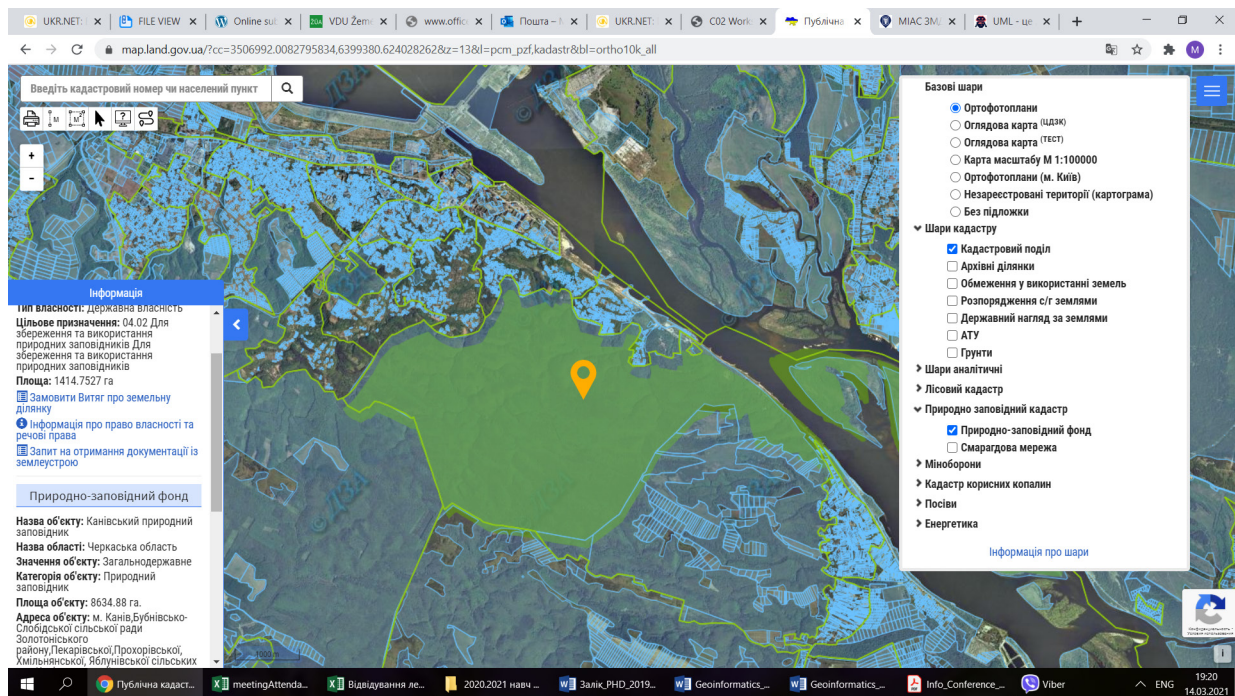 UKR.NET:
FILE VIEW
Online sub
VDU Žem
www.offic
Пошта –
UKR.NET:
C02 Work
Публічна
МІАС ЗМД
UML - це
map.land.gov.ua/?cc=3506992.0082795834,6399380.624028262&z=13&l=pcm_pzf,kadastr&bl=ortho10k_all
M
Введіть кадастровий номер чи населений пункт
+
-
Інформація
Тип власності: Державна власність
Цільове призначення: 04.02 Для
збереження та використання
природних заповідників Для
збереження та використання
природних заповідників
Площа: 1414.7527 га
Замовити Витяг про земельну
ділянку
Інформація про право власності та
речові права
Запит на отримання документації із
землеустрою
Природно-заповідний фонд
Назва об'єкту: Канівський природний
заповідник
Назва області: Черкаська область
Значення об'єкту: Загальнодержавне
Категорія об'єкту: Природний
заповідник
Площа об'єкту: 8634.88 га.
Адреса об'єкту: м. Канів,Бубнівсько-
Слобідської сільської ради
Золотоніського
району,Пекарівської,Прохорівської,
Хмільнянської, Яблунівської сільських
1000 m
Базові шари
Ортофотоплани
Оглядова карта (ЦДЗК)
Оглядова карта (ТЕСТ)
Карта масштабу М 1:100000
Ортофотоплани (м. Київ)
Незареєстровані території (картограма)
Без підложки
Шари кадастру
Кадастровий поділ
Архівні ділянки
Обмеження у використанні земель
Розпорядження с/г землями
Державний нагляд за землями
АТУ
Грунти
Шари аналітичні
Лісовий кадастр
Природно заповідний кадастр
Природно-заповідний фонд
Смарагдова мережа
Міноборони
Кадастр корисних копалин
Посіви
Енергетика
Інформація про шари
Публічна кадаст...
meetingAttenda...
Відвідування ле...
2020.2021 навч ...
Залік_PHD_2019...
Geoinformatics_...
Geoinformatics_...
Info_Conference_...
Viber
ENG
19:20
14.03.2021